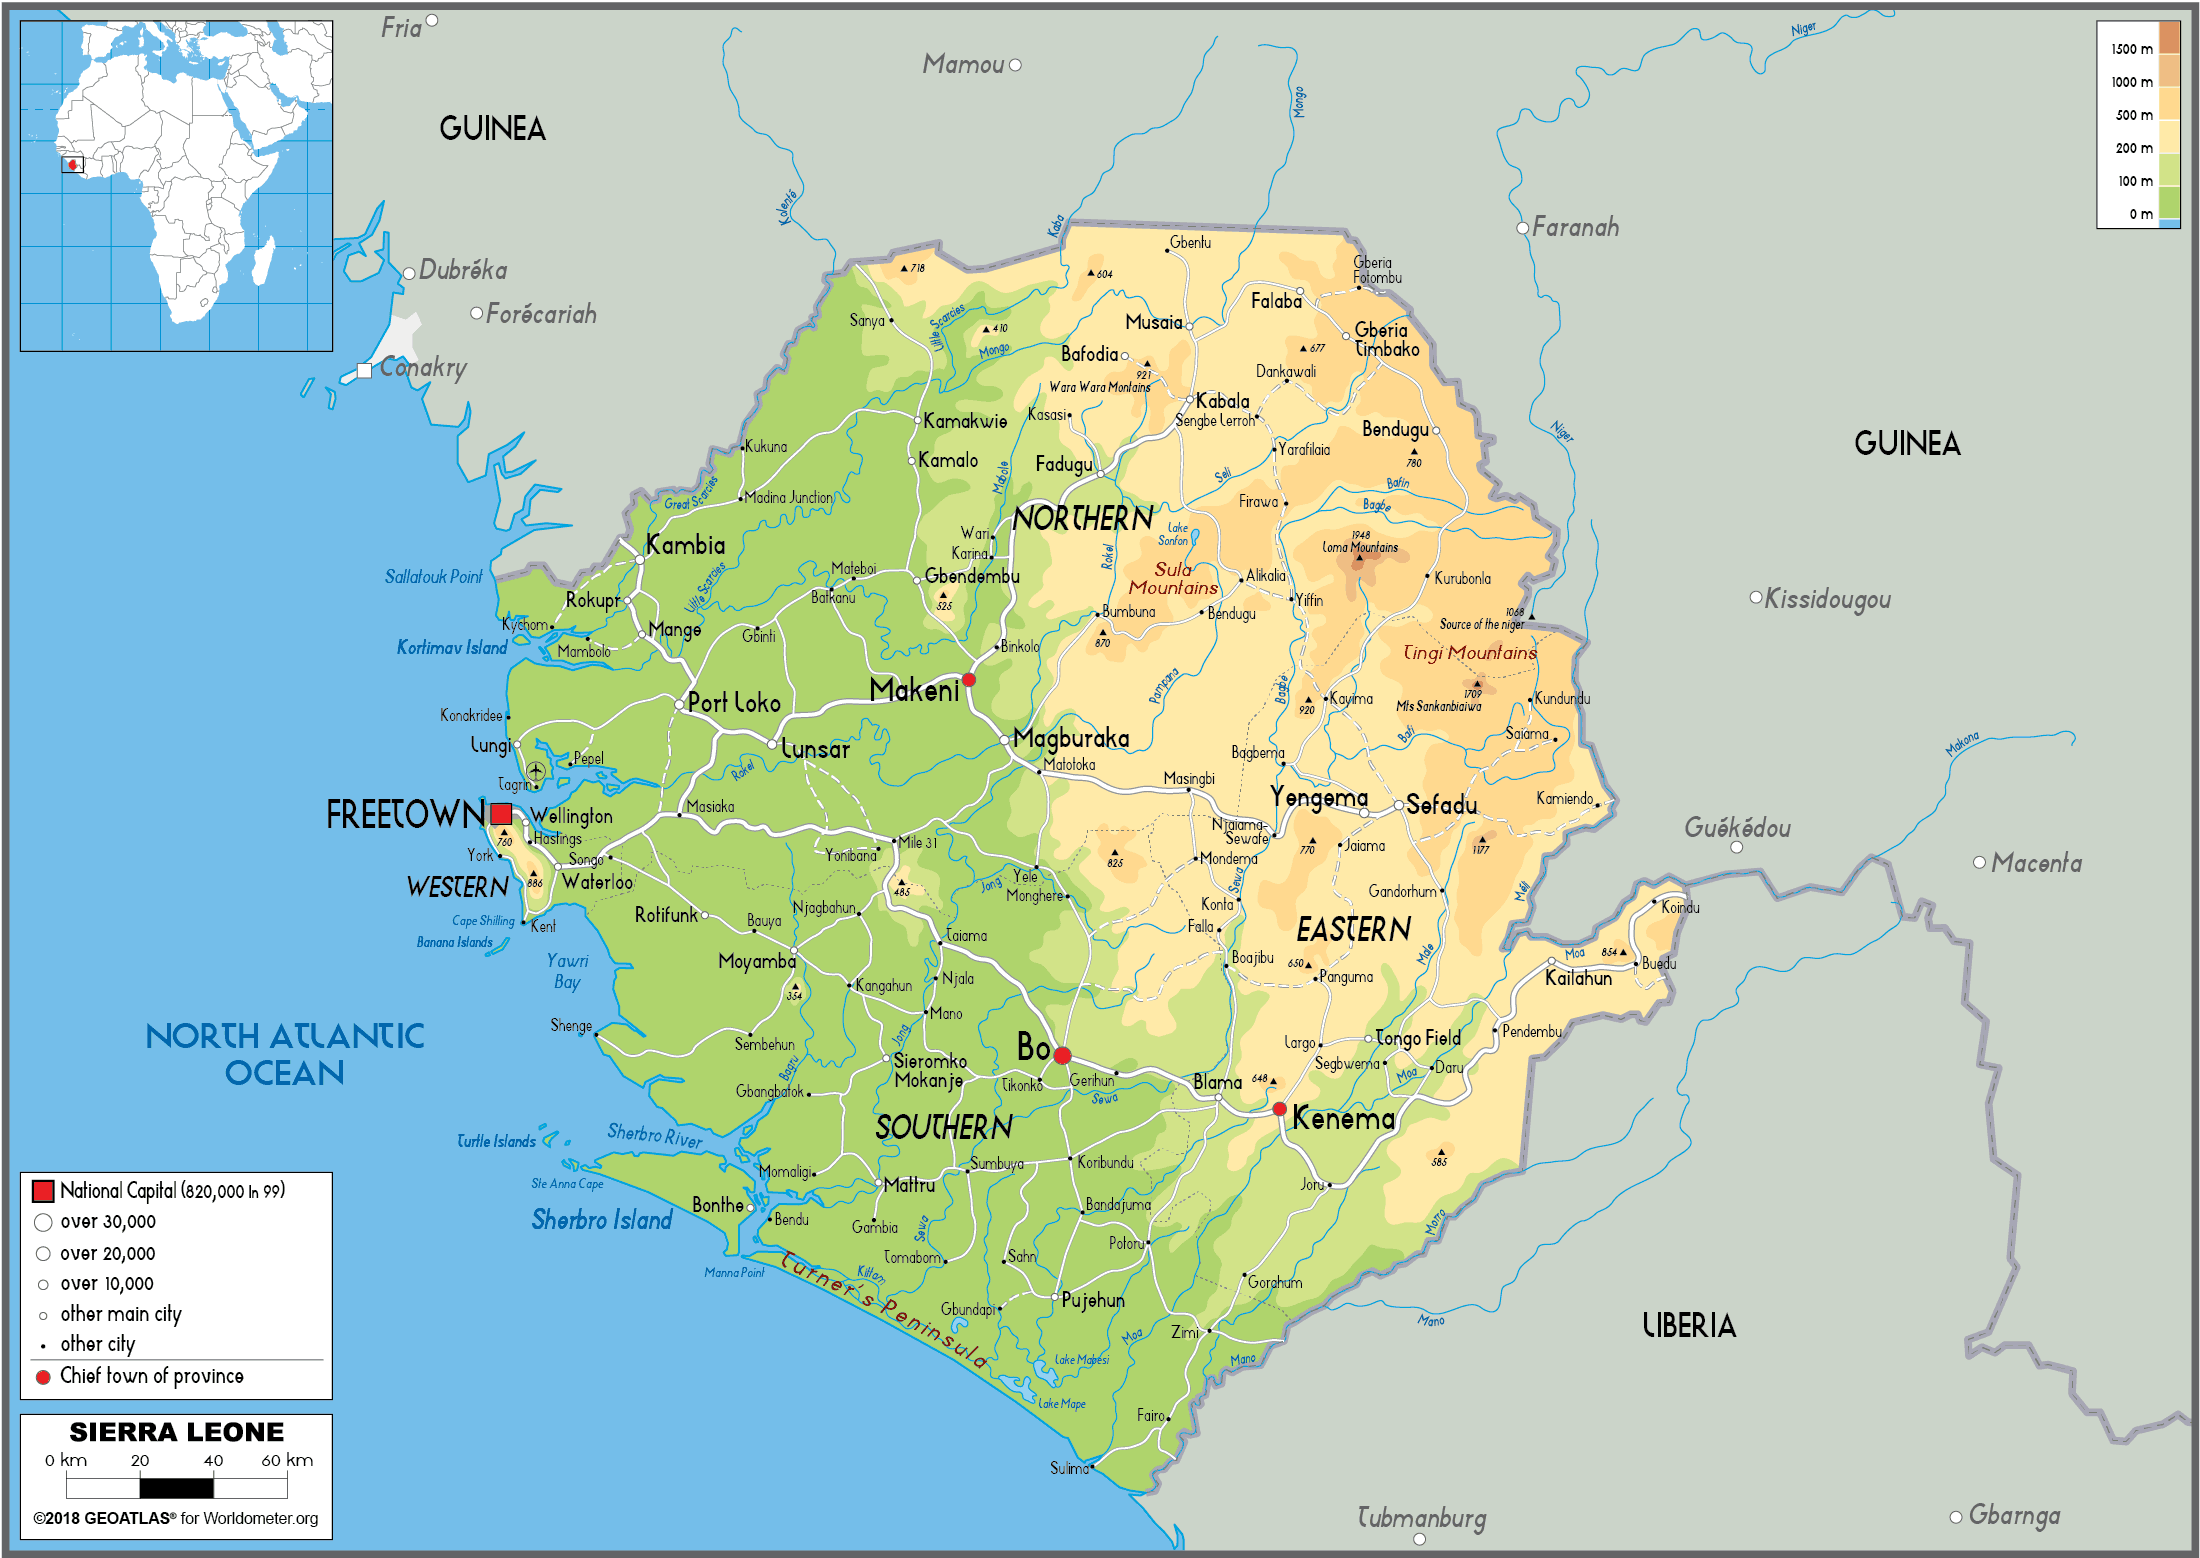 Fria
Mamou
Niger
1500 m
1000 m
500 m
200 m
100 m
0 m
GUINEA
Mongo
Kolenté
Kaba
Faranah
Dubréka
Forécariah
Conakry
Gbentu
718
604
Gberia
Fotombu
Falaba
Sanya
Little Scarcies
410
Mongo
Musaia
Gberia
Timbako
Bafodia
677
921
Wara Wara Montains
Dankawali
Kabala
Kasasi
Sengbe Lerroh
Kamakwie
Bendugu
Niger
GUINEA
Kukuna
Kamalo
Fadugu
Yarafilaia
780
Mabole
Seli
Bafin
Great Scarcies
Madina Junction
Firawa
Bagbe
NORTHERN
Lake
Sonfon
Wari
Karina
Rokel
1948
Loma Mountains
Kambia
Sallatouk Point
Mateboi
Gbendembu
Sula
Mountains
Alikalia
Kurubonla
Little Scarcies
Batkanu
525
Rokupr
Yiffin
Kissidougou
Kychom
Mange
Gbinti
Bumbuna
Bendugu
1068
Source of the niger
Kortimav Island
Mambolo
870
Binkolo
Tingi Mountains
Makeni
Pampana
Bagbe
1709
Mts Sankanbiaiwa
Kundundu
Port Loko
920
Kayima
Konakridee
Lungi
Lunsar
Magburaka
Bafi
Saiama
Makona
Pepel
Rokel
Matotoka
Bagbema
Tagrin
Masingbi
Yengema
Sefadu
Kamiendo
FREETOWN
Wellington
Masiaka
Njaiama-
Sewafe
Guékédou
760
Hastings
Mile 31
York
Songo
Yonibana
825
Mondema
770
Jaiama
1177
Macenta
WESTERN
886
Waterloo
485
Jong
Yele
Monghere
Sewa
Gandorhum
Méli
Cape Shilling
Kent
Rotifunk
Njagbahun
Konta
Koindu
Banana Islands
Bauya
Taiama
Falla
EASTERN
Male
Moa
854
Yawri
Bay
Moyamba
Boajibu
650
Panguma
Kailahun
Buedu
354
Kangahun
Njala
Mano
NORTH ATLANTIC
OCEAN
Shenge
Sembehun
Jong
Bo
Largo
Tongo Field
Pendembu
Bagru
Sieromko
Mokanje
Tikonko
Gerihun
Blama
648
Segbwema
Moa
Daru
Gbangbatok
Sewa
Kenema
SOUTHERN
Turtle Islands
Sherbro River
585
Momaligi
Sumbuya
Koribundu
Ste Anna Cape
Mattru
Joru
Sherbro Island
Bonthe
Bendu
Gambia
Sewa
Bandajuma
Morro
Tomabom
Sahn
Potoru
Manna Point
Kittam
Turner's Peninsula
Gbundapi
Pujehun
Gorahum
Moa
Zimi
Mano
LIBERIA
Lake Mabesi
Mano
Lake Mape
Fairo
Sulima
Tubmanburg
Gbarnga
National Capital (820,000 in 99)
over 30,000
over 20,000
over 10,000
other main city
other city
Chief town of province
SIERRA LEONE
0 km 20 40 60 km
©2018 GEOATLAS® for Worldometer.org